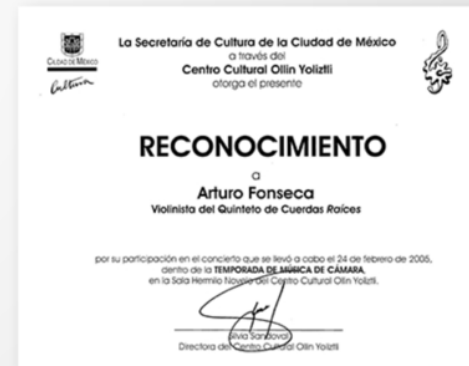 CIUDAD DE MÉXICO
Cultura
La Secretaría de Cultura de la Ciudad de México
a través del
Centro Cultural Ollin Yoliztli
otorga el presente
RECONOCIMIENTO
a
Arturo Fonseca
Violinista del Quinteto de Cuerdas Raíces
por su participación en el concierto que se llevó a cabo el 24 de febrero de 2005,
dentro de la TEMPORADA DE MÚSICA DE CÁMARA,
en la Sala Hermilo Novelo del Centro Cultural Ollin Yoliztli.
Silvia Sandoval
Directora del Centro Cultural Ollin Yoliztli